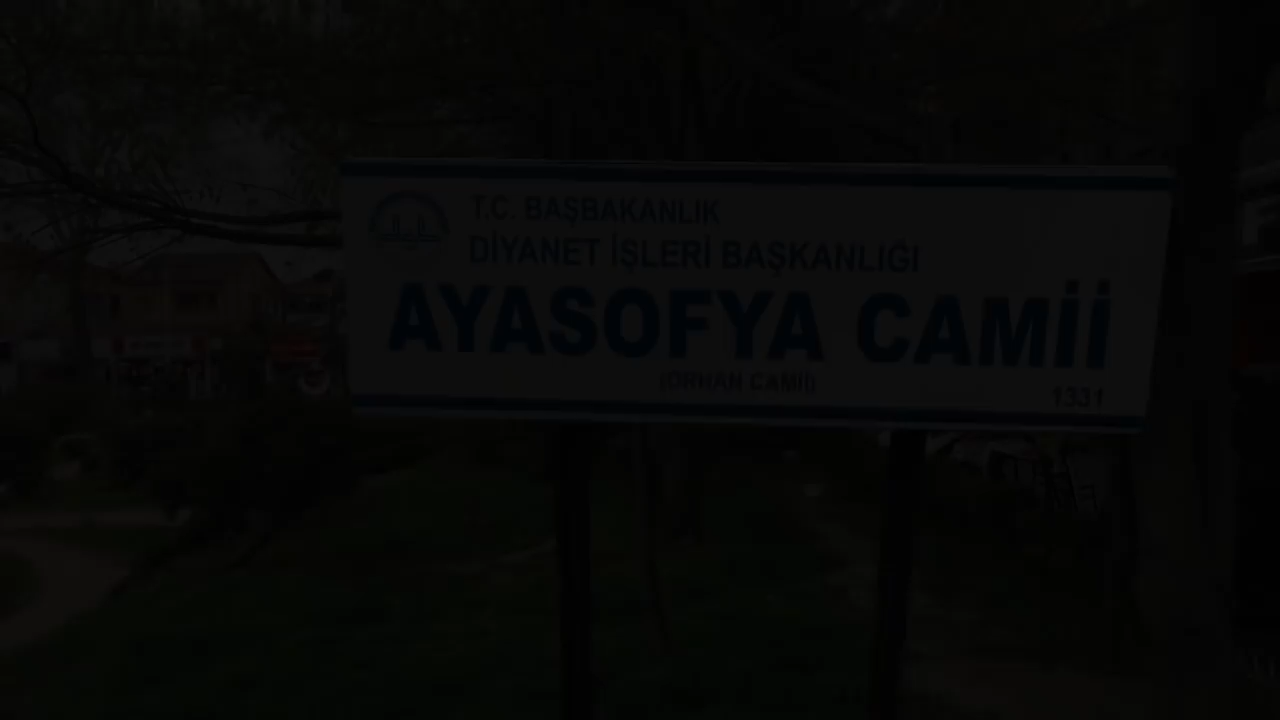 T.C. BAŞBAKANLIK
DİYANET İŞLERİ BAŞKANLIĞI
AYASOFYA CAMİİ
(ORHAN CAMİİ)
1331